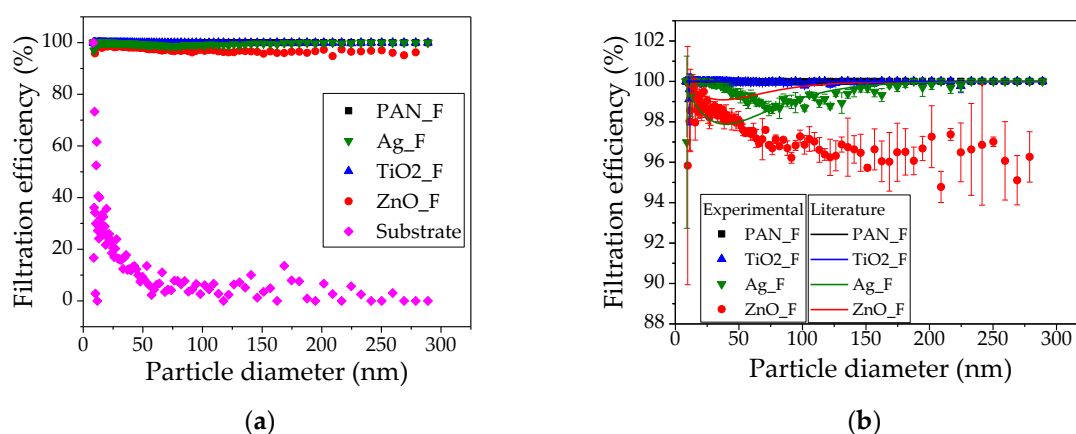 Filtration efficiency (%)
100
80
60
40
20
0
PAN_F
Ag_F
TiO2_F
ZnO_F
Substrate
0 50 100 150 200 250 300
Particle diameter (nm)
(a)
Filtration efficiency (%)
102
100
98
96
94
92
90
88
Experimental Literature
PAN_F PAN_F
TiO2_F TiO2_F
Ag_F Ag_F
ZnO_F ZnO_F
0 50 100 150 200 250 300
Particle diameter (nm)
(b)